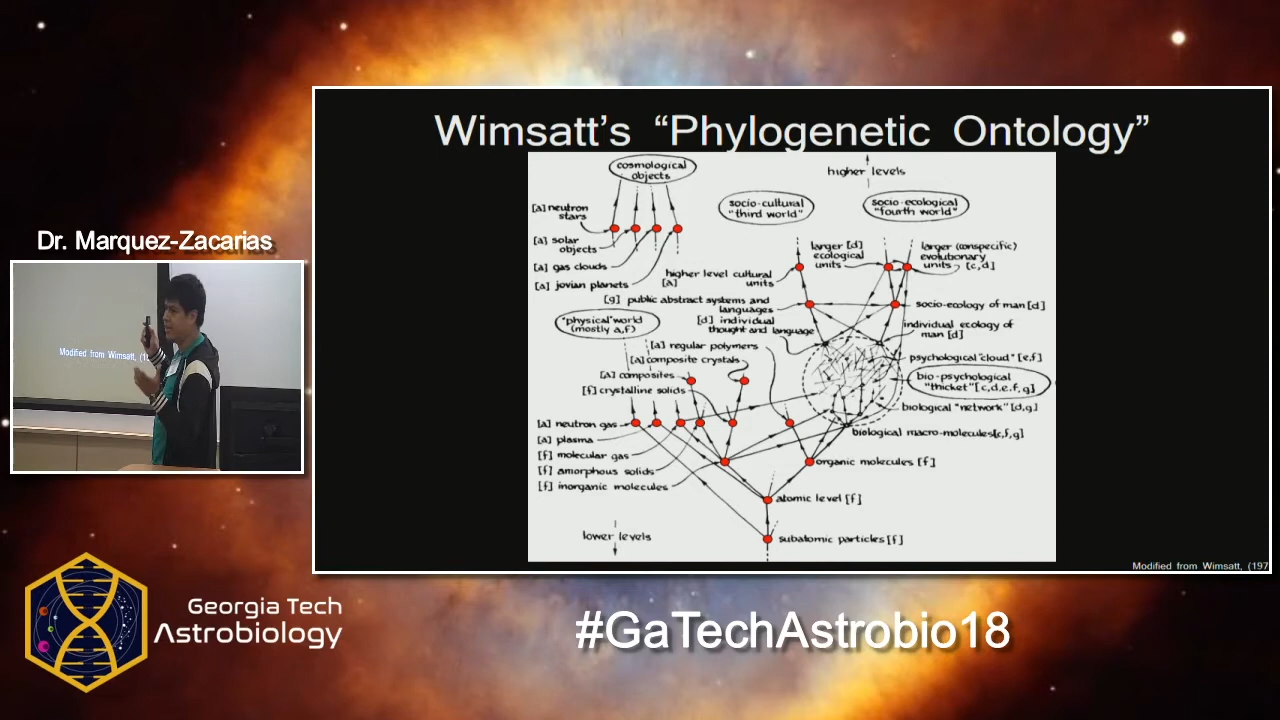 Wimsatt's "Phylogenetic Ontology"
cosmological
objects
higher levels
[a] neutron
stars
socio-cultural
"third world"
socio-ecological
"fourth world"
[a] solar
objects
larger [d]
ecological
units
larger (conspecific)
evolutionary
units [c,d]
[a] gas clouds
[a] jovian planets
higher level cultural
units
[a]
[g] public abstract systems and
languages
socio-ecology of man [d]
"physical" world
(mostly a,f)
[d] individual
thought and language
individual ecology of
man [d]
[a] regular polymers
[a] composite crystals
psychological "cloud" [e,f]
[a] composites
bio-psychological
"thicket" [c,d,e,f,g]
[f] crystalline solids
biological "network" [d,g]
[a] neutron gas
[a] plasma
biological macro-molecules[c,f,g]
[f] molecular gas
[f] amorphous solids
organic molecules [f]
[f] inorganic molecules
atomic level [f]
lower levels
subatomic particles [f]
Modified from Wimsatt, (197
Dr. Marquez-Zacarias
Modified from Wimsatt, (19
Georgia Tech
Astrobiology
#GaTechAstrobio18